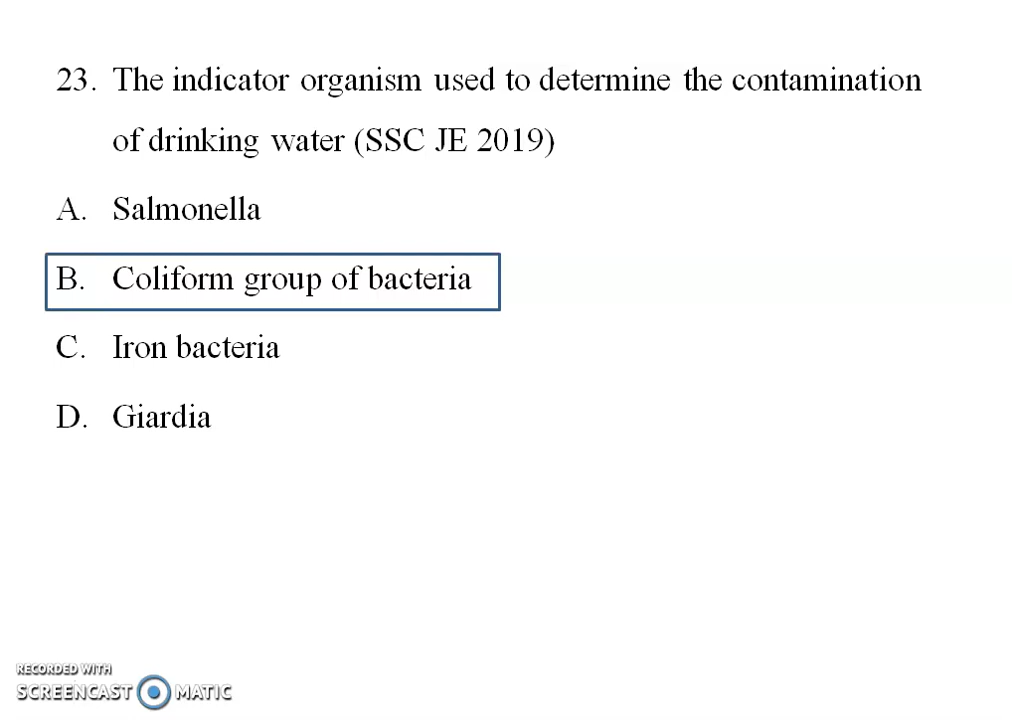 23. The indicator organism used to determine the contamination
of drinking water (SSC JE 2019)
A. Salmonella
B. Coliform group of bacteria
C. Iron bacteria
D. Giardia
RECORDED WITH
SCREENCAST MATIC